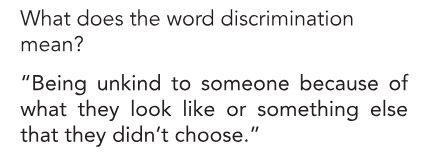 What does the word discrimination
mean?
“Being unkind to someone because of
what they look like or something else
that they didn’t choose.”